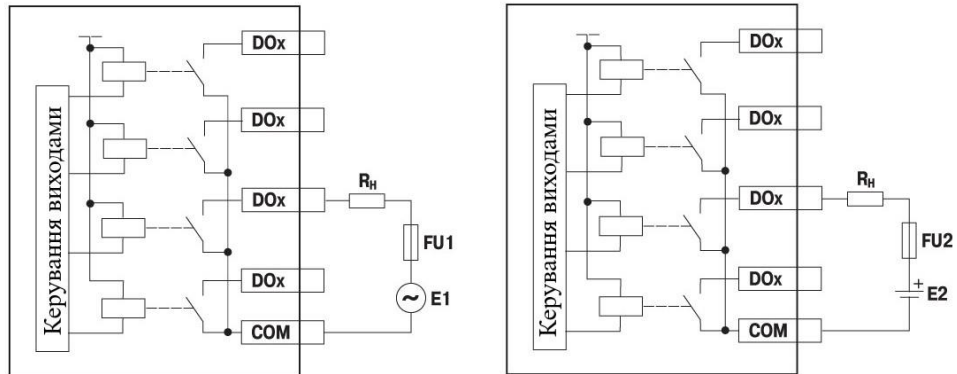 Керування виходами
DOx
DOx
DOx
DOx
COM
RH
FU1
~
E1
Керування виходами
DOx
DOx
DOx
DOx
COM
RH
FU2
+
E2